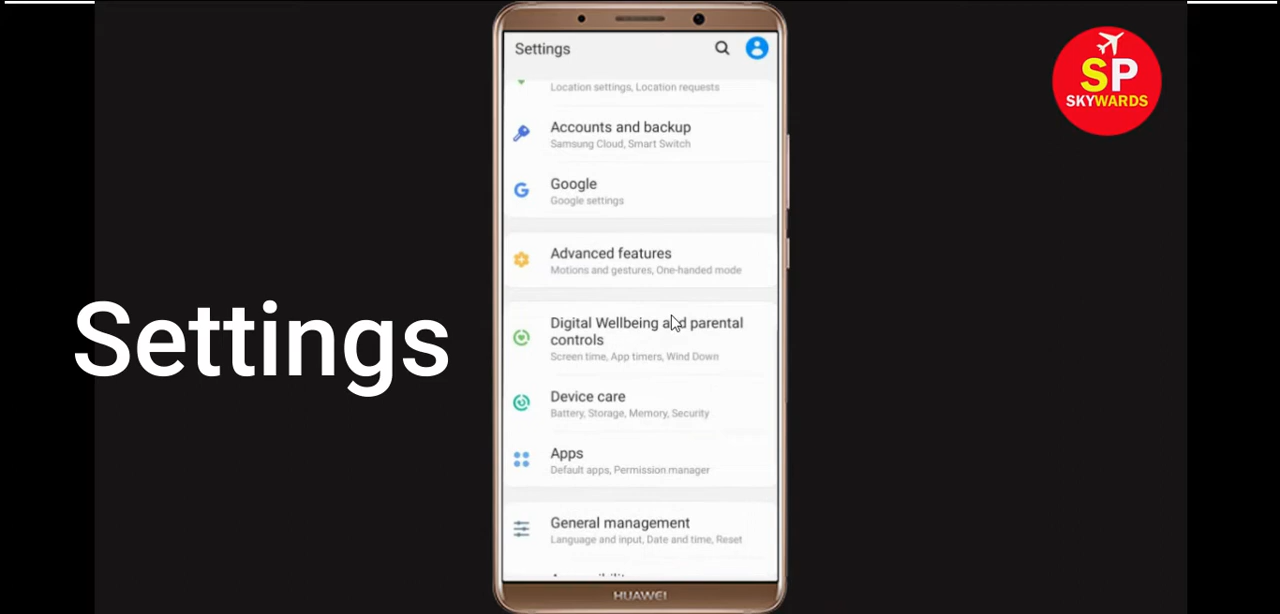 Settings
SP
SKYWARDS
Location settings, Location requests
Accounts and backup
Samsung Cloud, Smart Switch
Google
Google settings
Advanced features
Motions and gestures, One-handed mode
Settings
Digital Wellbeing and parental
controls
Screen time, App timers, Wind Down
Device care
Battery, Storage, Memory, Security
Apps
Default apps, Permission manager
General management
Language and input, Date and time, Reset
HUAWEI